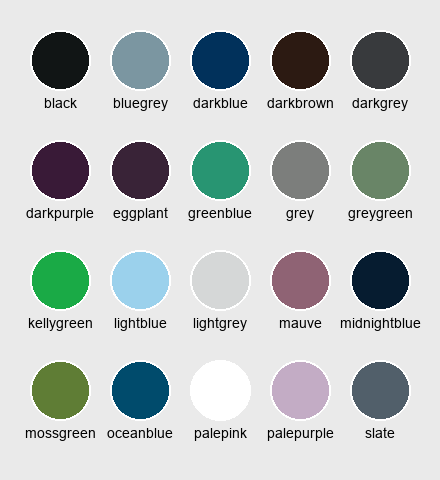 black bluegrey darkblue darkbrown darkgrey
darkpurple eggplant greenblue grey greygreen
kellygreen lightblue lightgrey mauve midnightblue
mossgreen oceanblue palepink palepurple slate